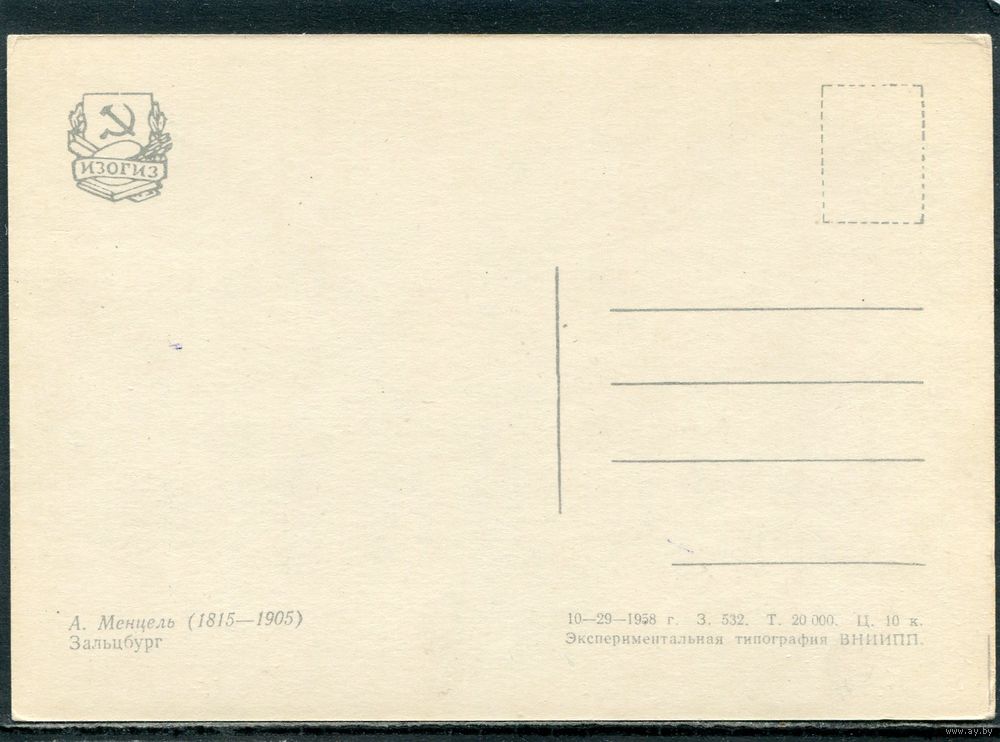 ИЗОГИЗ
А. Менцель (1815—1905)
Зальцбург
10—29—1958 г. З. 532. Т. 20 000. Ц. 10 к.
Экспериментальная типография ВНИИПП.
www.ay.by